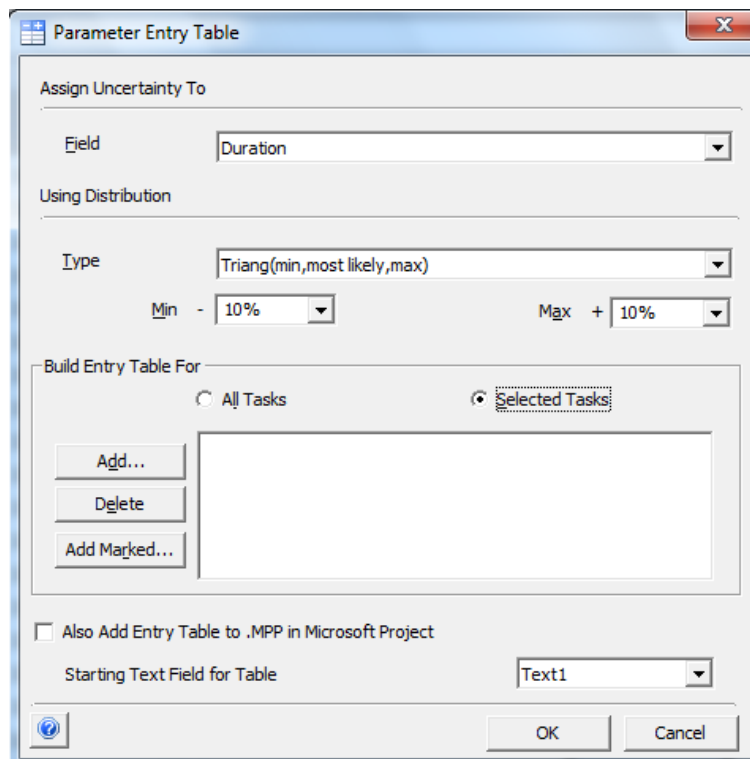 Parameter Entry Table
Assign Uncertainty To
Field Duration
Using Distribution
Type Triang(min,most likely,max)
Min - 10% Max + 10%
Build Entry Table For
All Tasks Selected Tasks
Add...
Delete
Add Marked...
Also Add Entry Table to .MPP in Microsoft Project
Starting Text Field for Table Text1
OK Cancel